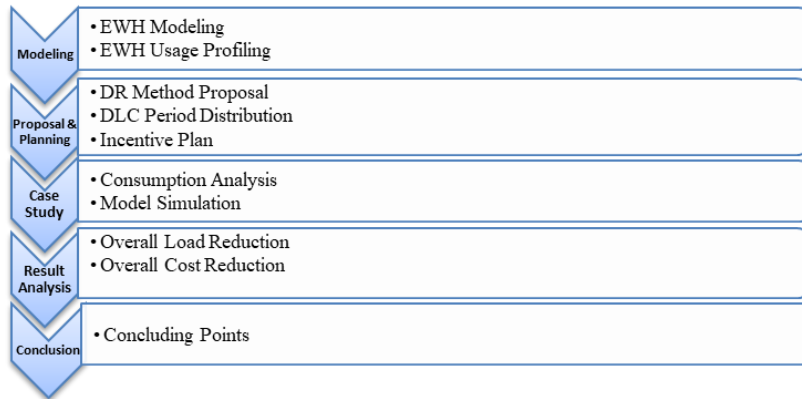 Modeling
• EWH Modeling
• EWH Usage Profiling
Proposal &
Planning
• DR Method Proposal
• DLC Period Distribution
• Incentive Plan
Case
Study
• Consumption Analysis
• Model Simulation
Result
Analysis
• Overall Load Reduction
• Overall Cost Reduction
Conclusion
• Concluding Points